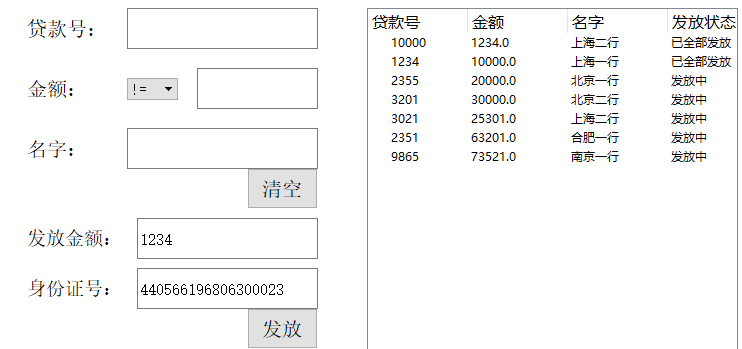 贷款号：
金额： !=
名字：
清空
发放金额： 1234
身份证号： 440566196806300023
发放
贷款号 金额 名字 发放状态
10000 1234.0 上海二行 已全部发放
1234 10000.0 上海一行 已全部发放
2355 20000.0 北京一行 发放中
3201 30000.0 北京二行 发放中
3021 25301.0 上海二行 发放中
2351 63201.0 合肥一行 发放中
9865 73521.0 南京一行 发放中